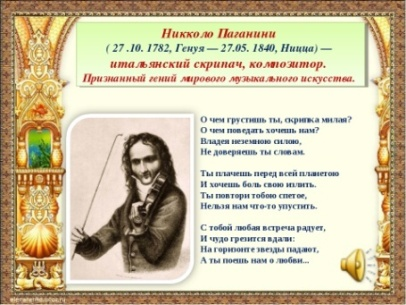 Никколо Паганини
( 27 .10. 1782, Генуя — 27.05. 1840, Ницца) —
итальянский скрипач, композитор.
Признанный гений мирового музыкального искусства.
О чем грустишь ты, скрипка милая?
О чем поведать хочешь нам?
Владея неземною силою,
Не доверяешь ты словам.
Ты плачешь перед всей планетою
И хочешь боль свою излить.
Ты повтори тобою спетое,
Нельзя нам что-то упустить.
С тобой любая встреча радует,
И чудо грезится вдали:
На горизонте звезды падают,
А ты поешь нам о любви...